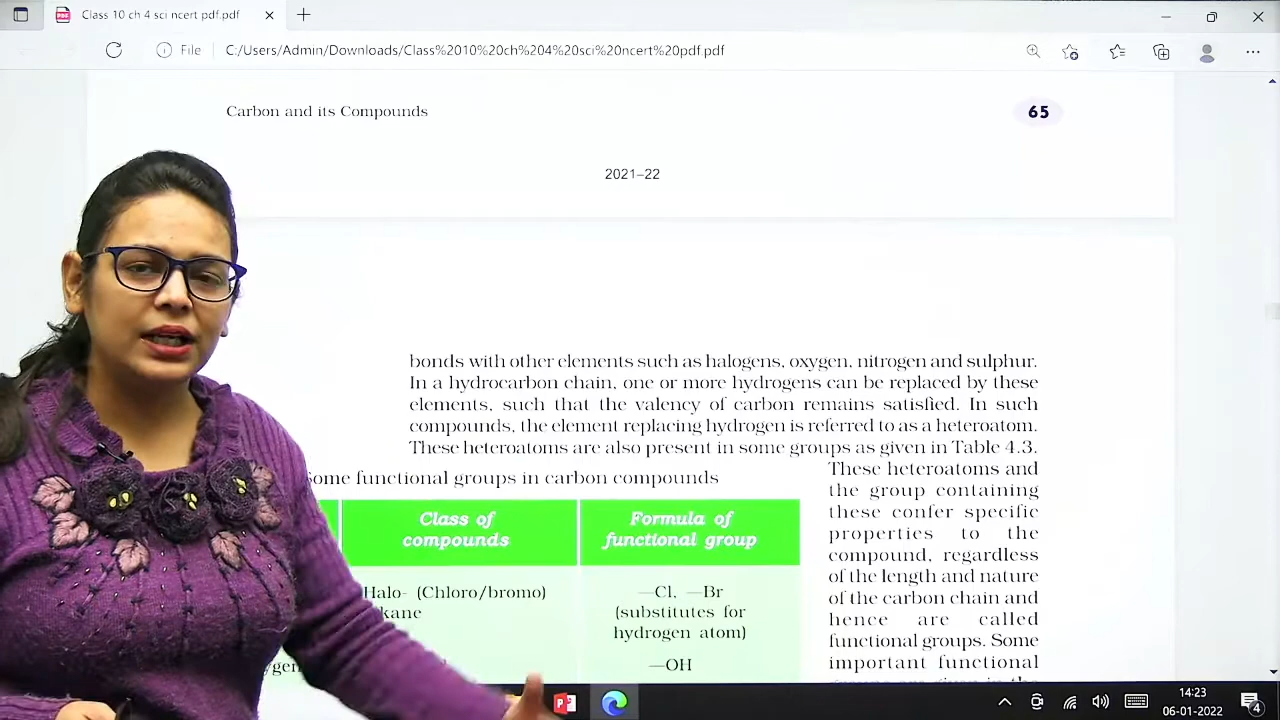 Class 10 ch 4 sci ncert pdf.pdf
File
C:/Users/Admin/Downloads/Class%2010%20ch%204%20sci%20ncert%20pdf.pdf
Carbon and its Compounds
65
2021–22
bonds with other elements such as halogens, oxygen, nitrogen and sulphur.
In a hydrocarbon chain, one or more hydrogens can be replaced by these
elements, such that the valency of carbon remains satisfied. In such
compounds, the element replacing hydrogen is referred to as a heteroatom.
These heteroatoms are also present in some groups as given in Table 4.3.
Some functional groups in carbon compounds
Class of
compounds
Formula of
functional group
Halo- (Chloro/bromo)
—Cl, —Br
(substitutes for
hydrogen atom)
—OH
These heteroatoms and
the group containing
these confer specific
properties to the
compound, regardless
of the length and nature
of the carbon chain and
hence are called
functional groups. Some
important functional
14:23
06-01-2022
4